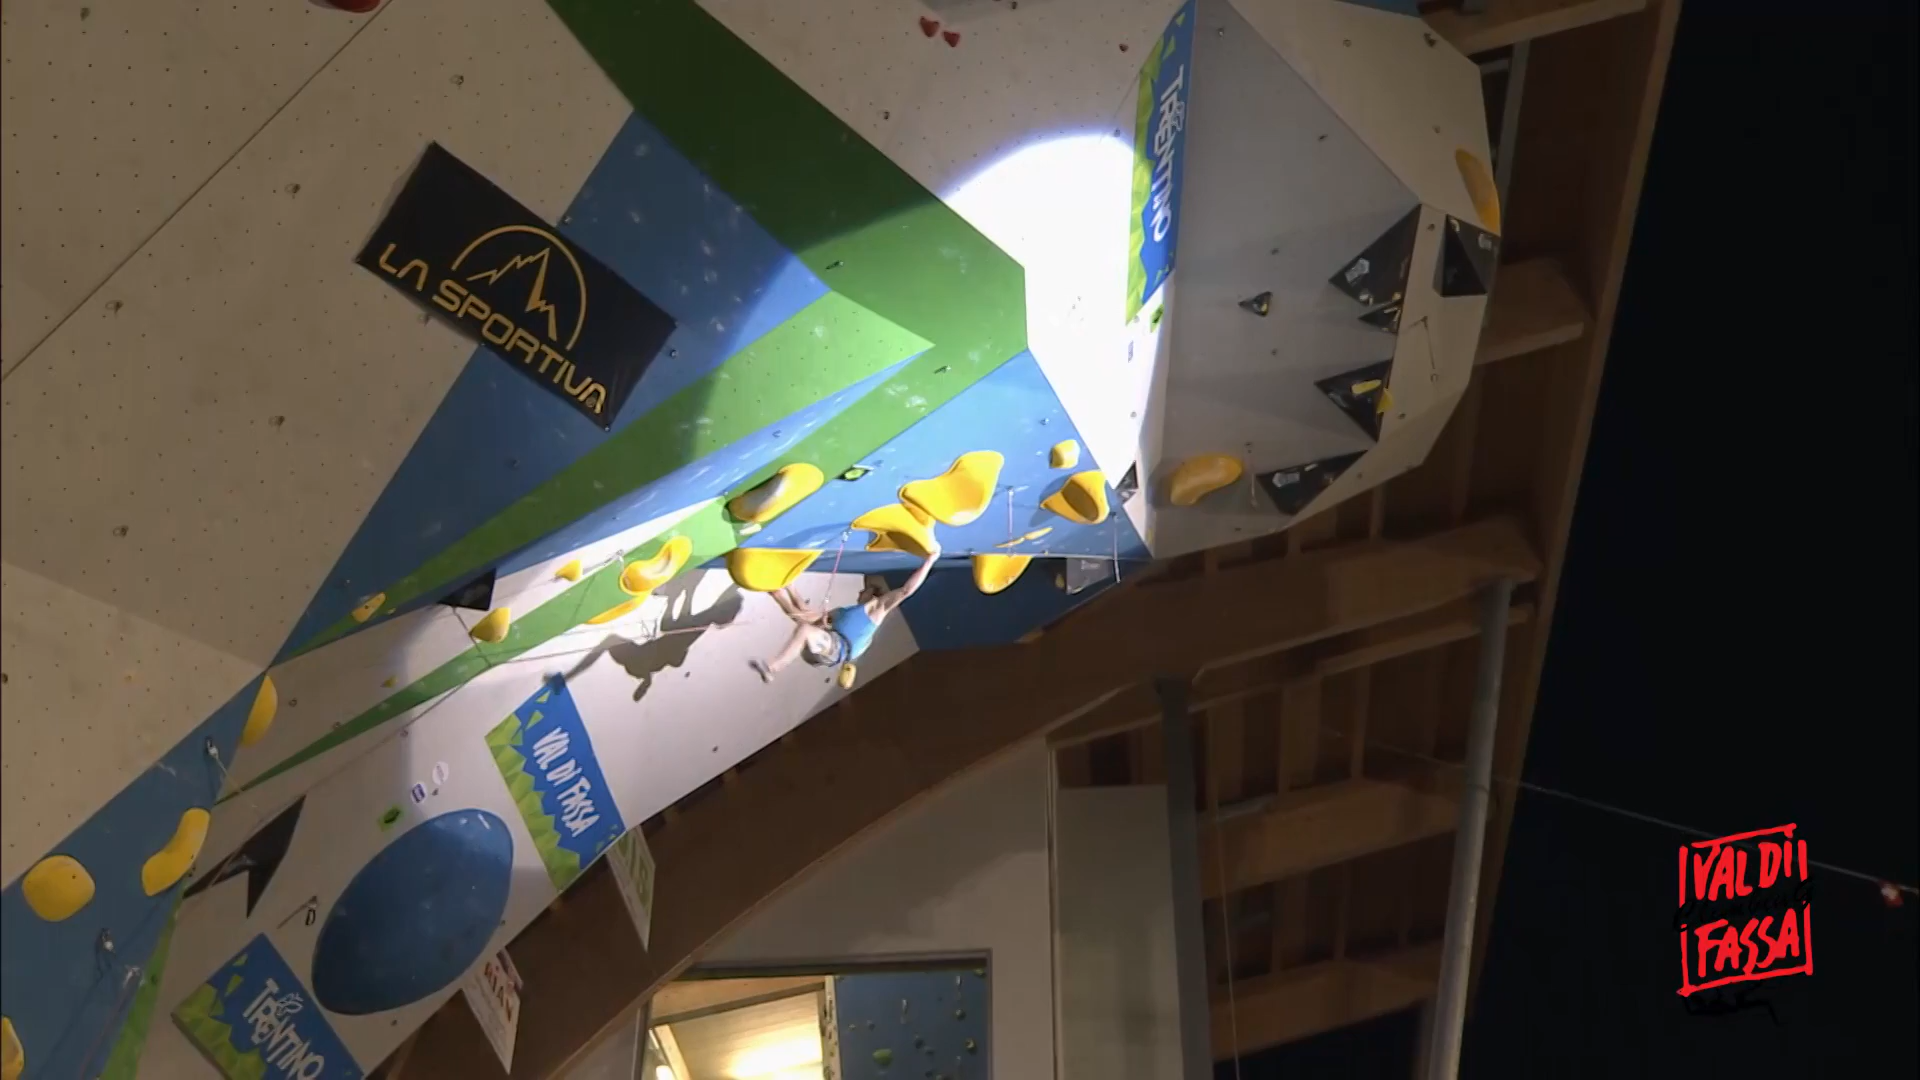 TRENTINO
LA SPORTIVA
VAL DI FASSA
TRENTINO
VAL DI
FASSA